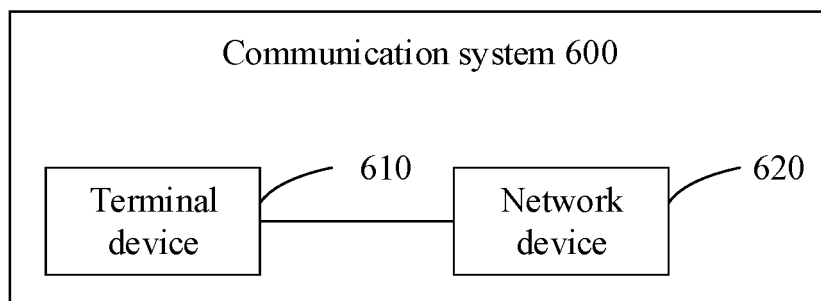 Communication system 600
610
620
Terminal
device
Network
device